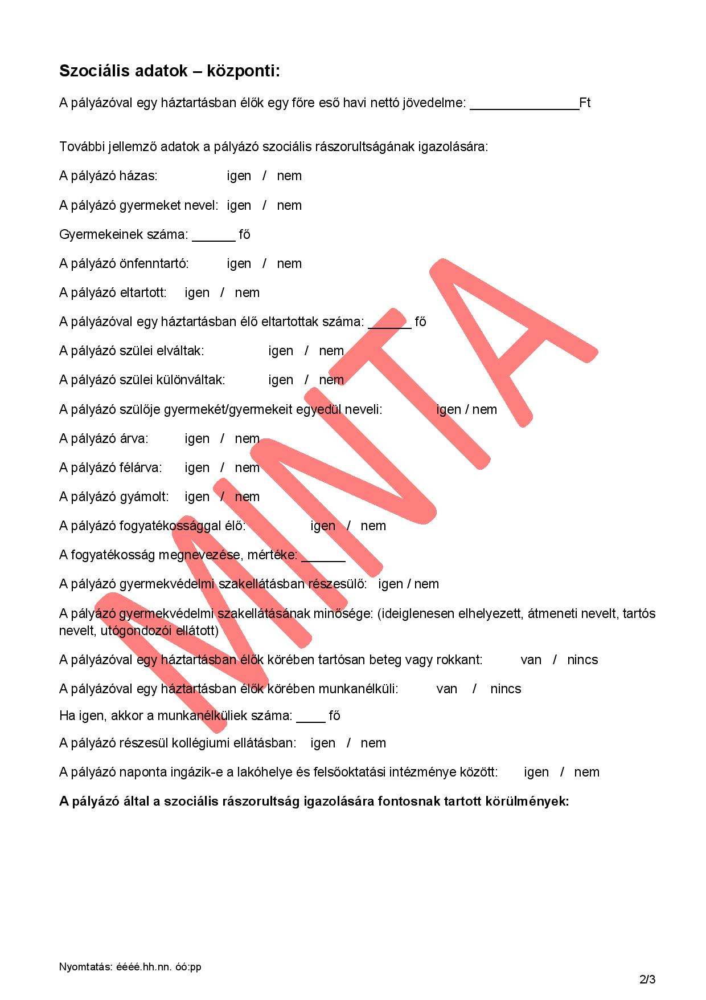 Szociális adatok – központi:
A pályázóval egy háztartásban élők egy főre eső havi nettó jövedelme: _______________Ft
További jellemző adatok a pályázó szociális rászorultságának igazolására:
A pályázó házas: igen / nem
A pályázó gyermeket nevel: igen / nem
Gyermekeinek száma: ______ fő
A pályázó önfenntartó: igen / nem
A pályázó eltartott: igen / nem
A pályázóval egy háztartásban élő eltartottak száma: ______ fő
A pályázó szülei elváltak: igen / nem
A pályázó szülei különváltak: igen / nem
A pályázó szülője gyermekét/gyermekeit egyedül neveli: igen / nem
A pályázó árva: igen / nem
A pályázó félárva: igen / nem
A pályázó gyámolt: igen / nem
A pályázó fogyatékossággal élő: igen / nem
A fogyatékosság megnevezése, mértéke: ______
A pályázó gyermekvédelmi szakellátásban részesülő: igen / nem
A pályázó gyermekvédelmi szakellátásának minősége: (ideiglenesen elhelyezett, átmeneti nevelt, tartós
nevelt, utógondozói ellátott)
A pályázóval egy háztartásban élők körében tartósan beteg vagy rokkant: van / nincs
A pályázóval egy háztartásban élők körében munkanélküli: van / nincs
Ha igen, akkor a munkanélküliek száma: ____ fő
A pályázó részesül kollégiumi ellátásban: igen / nem
A pályázó naponta ingázik-e a lakóhelye és felsőoktatási intézménye között: igen / nem
A pályázó által a szociális rászorultság igazolására fontosnak tartott körülmények:
MINTA
Nyomtatás: éééé.hh.nn. óó:pp
2/3